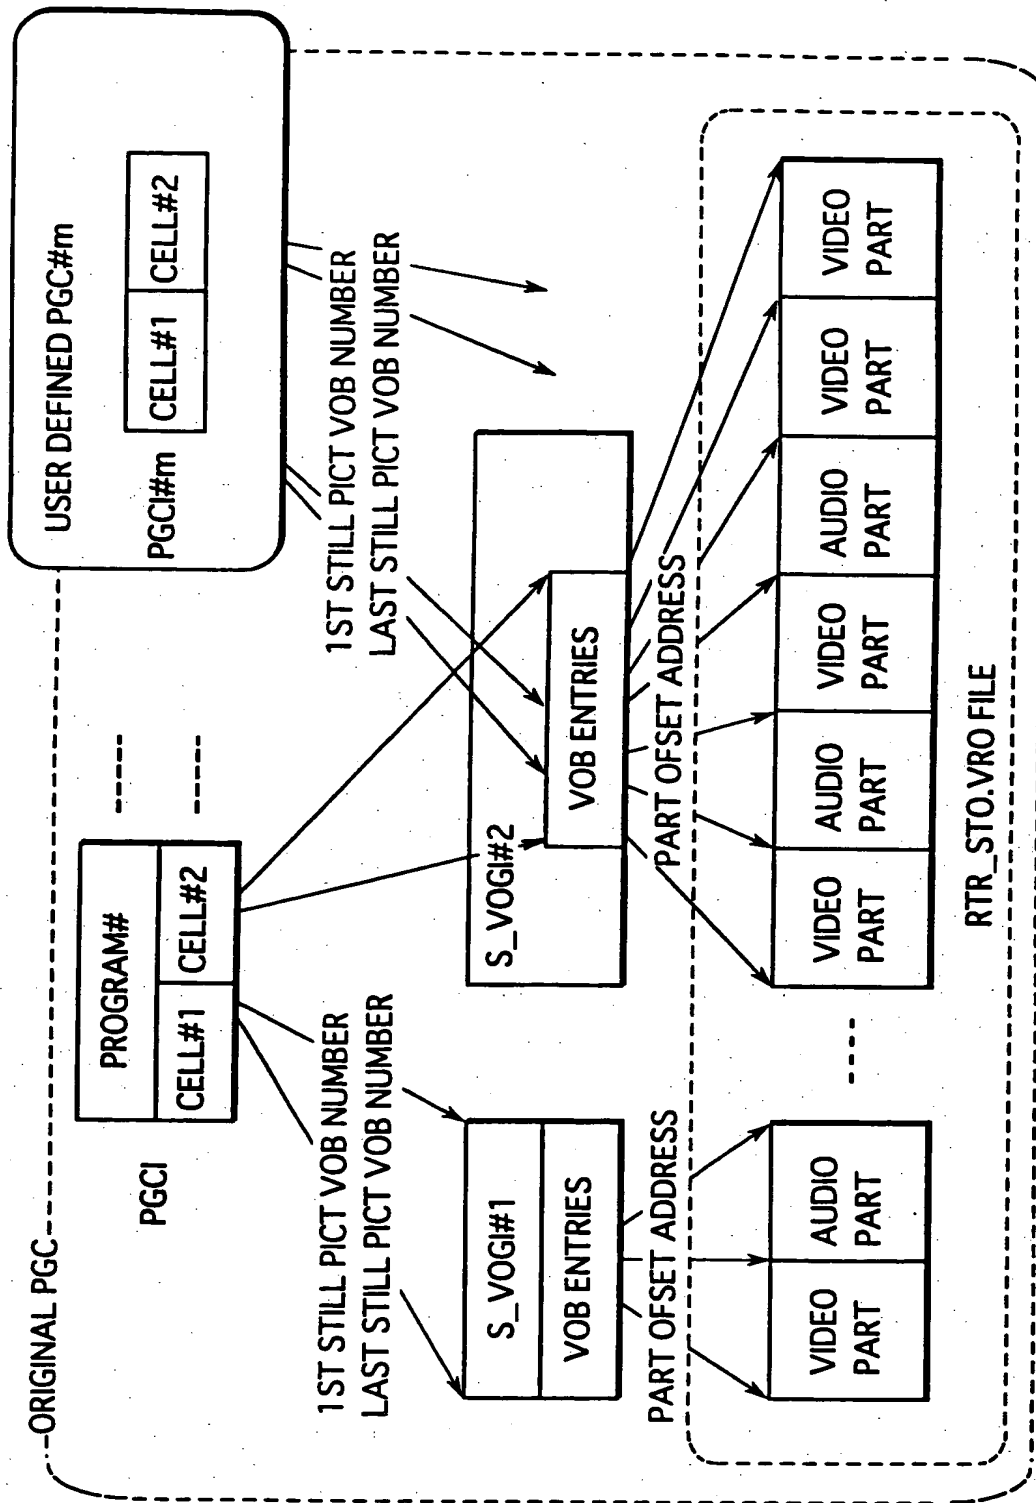 ORIGINAL PGC
USER DEFINED PGC#m
PGCI
PROGRAM#
CELL#1
CELL#2
PGCI#m
CELL#1
CELL#2
1ST STILL PICT VOB NUMBER
LAST STILL PICT VOB NUMBER
1ST STILL PICT VOB NUMBER
LAST STILL PICT VOB NUMBER
S_VOGI#1
VOB ENTRIES
S_VOGI#2
VOB ENTRIES
PART OFSET ADDRESS
PART OFSET ADDRESS
VIDEO
PART
AUDIO
PART
VIDEO
PART
AUDIO
PART
VIDEO
PART
AUDIO
PART
VIDEO
PART
VIDEO
PART
RTR_STO.VRO FILE